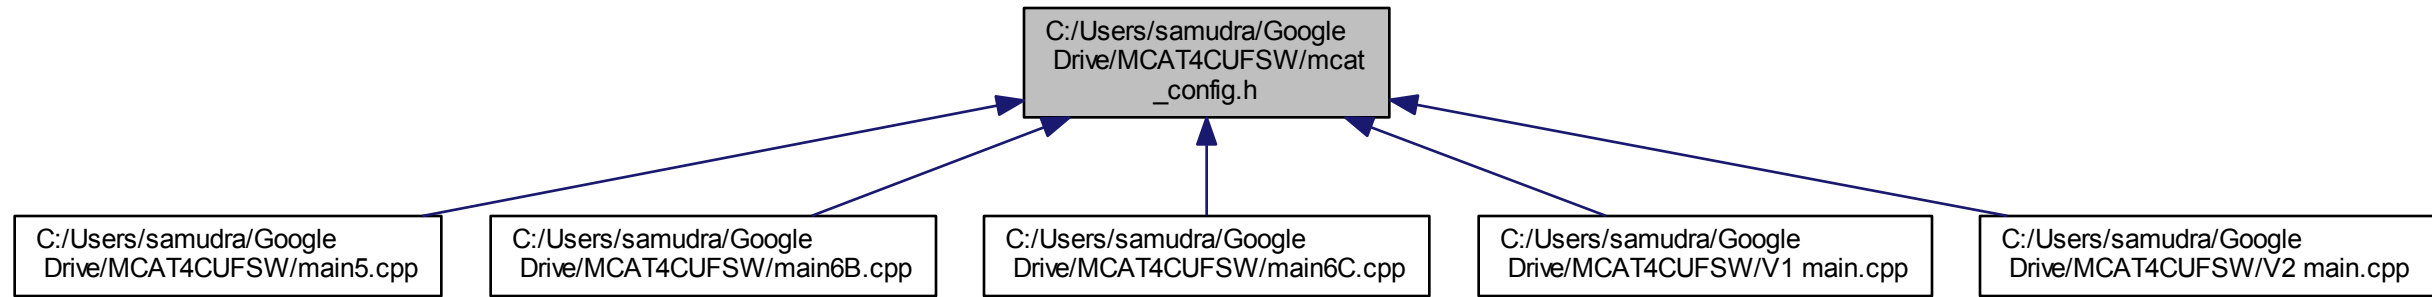 C:/Users/samudra/Google
Drive/MCAT4CUFSW/mcat
_config.h
C:/Users/samudra/Google
Drive/MCAT4CUFSW/main5.cpp
C:/Users/samudra/Google
Drive/MCAT4CUFSW/main6B.cpp
C:/Users/samudra/Google
Drive/MCAT4CUFSW/main6C.cpp
C:/Users/samudra/Google
Drive/MCAT4CUFSW/V1 main.cpp
C:/Users/samudra/Google
Drive/MCAT4CUFSW/V2 main.cpp